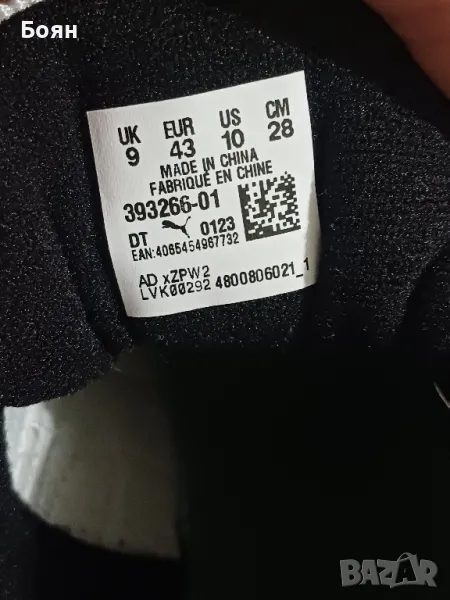 Боян
UK EUR US CM
9 43 10 28
MADE IN CHINA
FABRIQUÉ EN CHINE
393266-01
DT 0123
EAN:4065454967732
AD xZPW2
LVK00292 4800806021_1
BAZAR